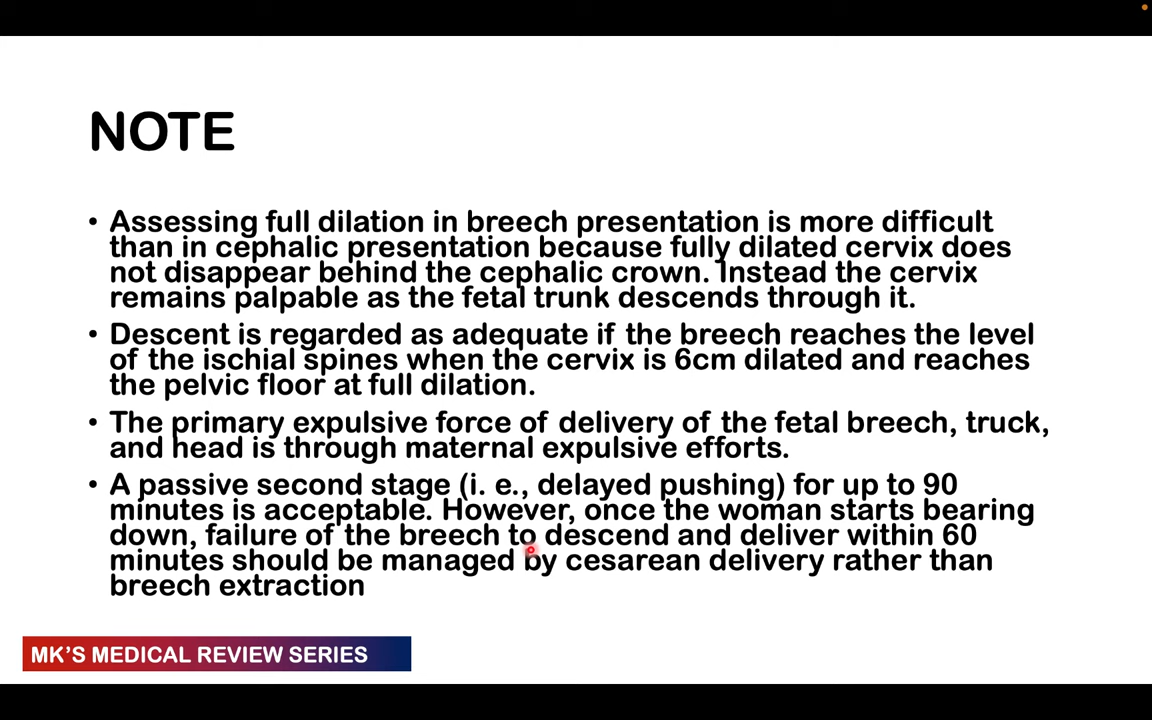 NOTE
• Assessing full dilation in breech presentation is more difficult
than in cephalic presentation because fully dilated cervix does
not disappear behind the cephalic crown. Instead the cervix
remains palpable as the fetal trunk descends through it.
• Descent is regarded as adequate if the breech reaches the level
of the ischial spines when the cervix is 6cm dilated and reaches
the pelvic floor at full dilation.
• The primary expulsive force of delivery of the fetal breech, truck,
and head is through maternal expulsive efforts.
• A passive second stage (i. e., delayed pushing) for up to 90
minutes is acceptable. However, once the woman starts bearing
down, failure of the breech to descend and deliver within 60
minutes should be managed by cesarean delivery rather than
breech extraction
MK'S MEDICAL REVIEW SERIES